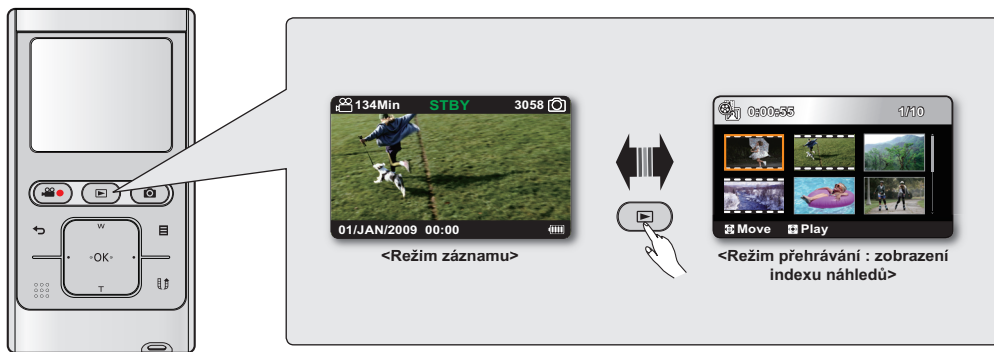 W
OK
T
134Min STBY 3058
01/JAN/2009 00:00
<Režim záznamu>
0:00:55 1/10
Move Play
<Režim přehrávání : zobrazení
indexu náhledů>